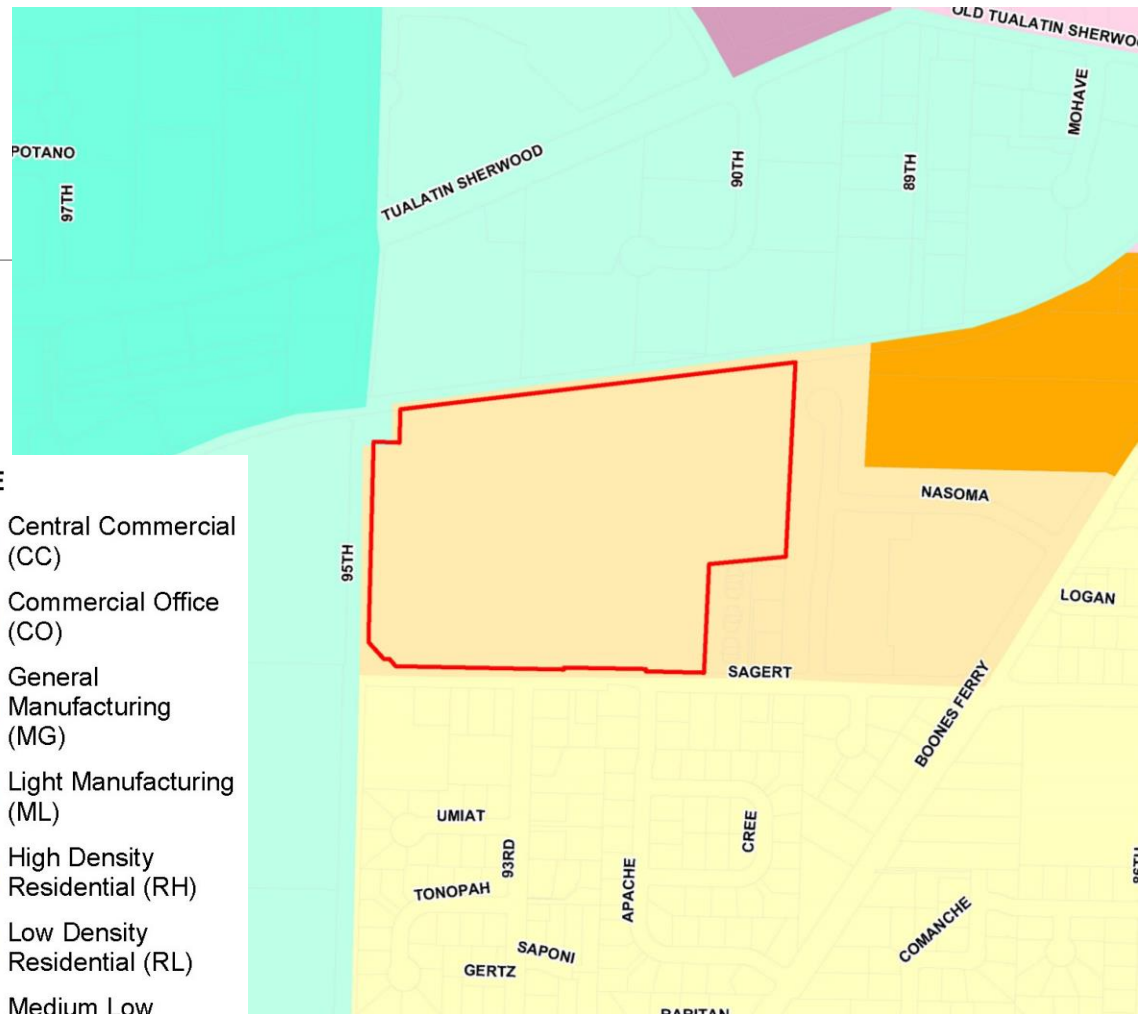 OLD TUALATIN SHERWOO
MOHAVE
POTANO
97TH
TUALATIN SHERWOOD
90TH
89TH
95TH
NASOMA
LOGAN
SAGERT
BOONES FERRY
UMIAT
93RD
CREE
TONOPAH
APACHE
SAPONI
GERTZ
COMANCHE
86TH
E
Central Commercial
(CC)
Commercial Office
(CO)
General
Manufacturing
(MG)
Light Manufacturing
(ML)
High Density
Residential (RH)
Low Density
Residential (RL)
Medium Low